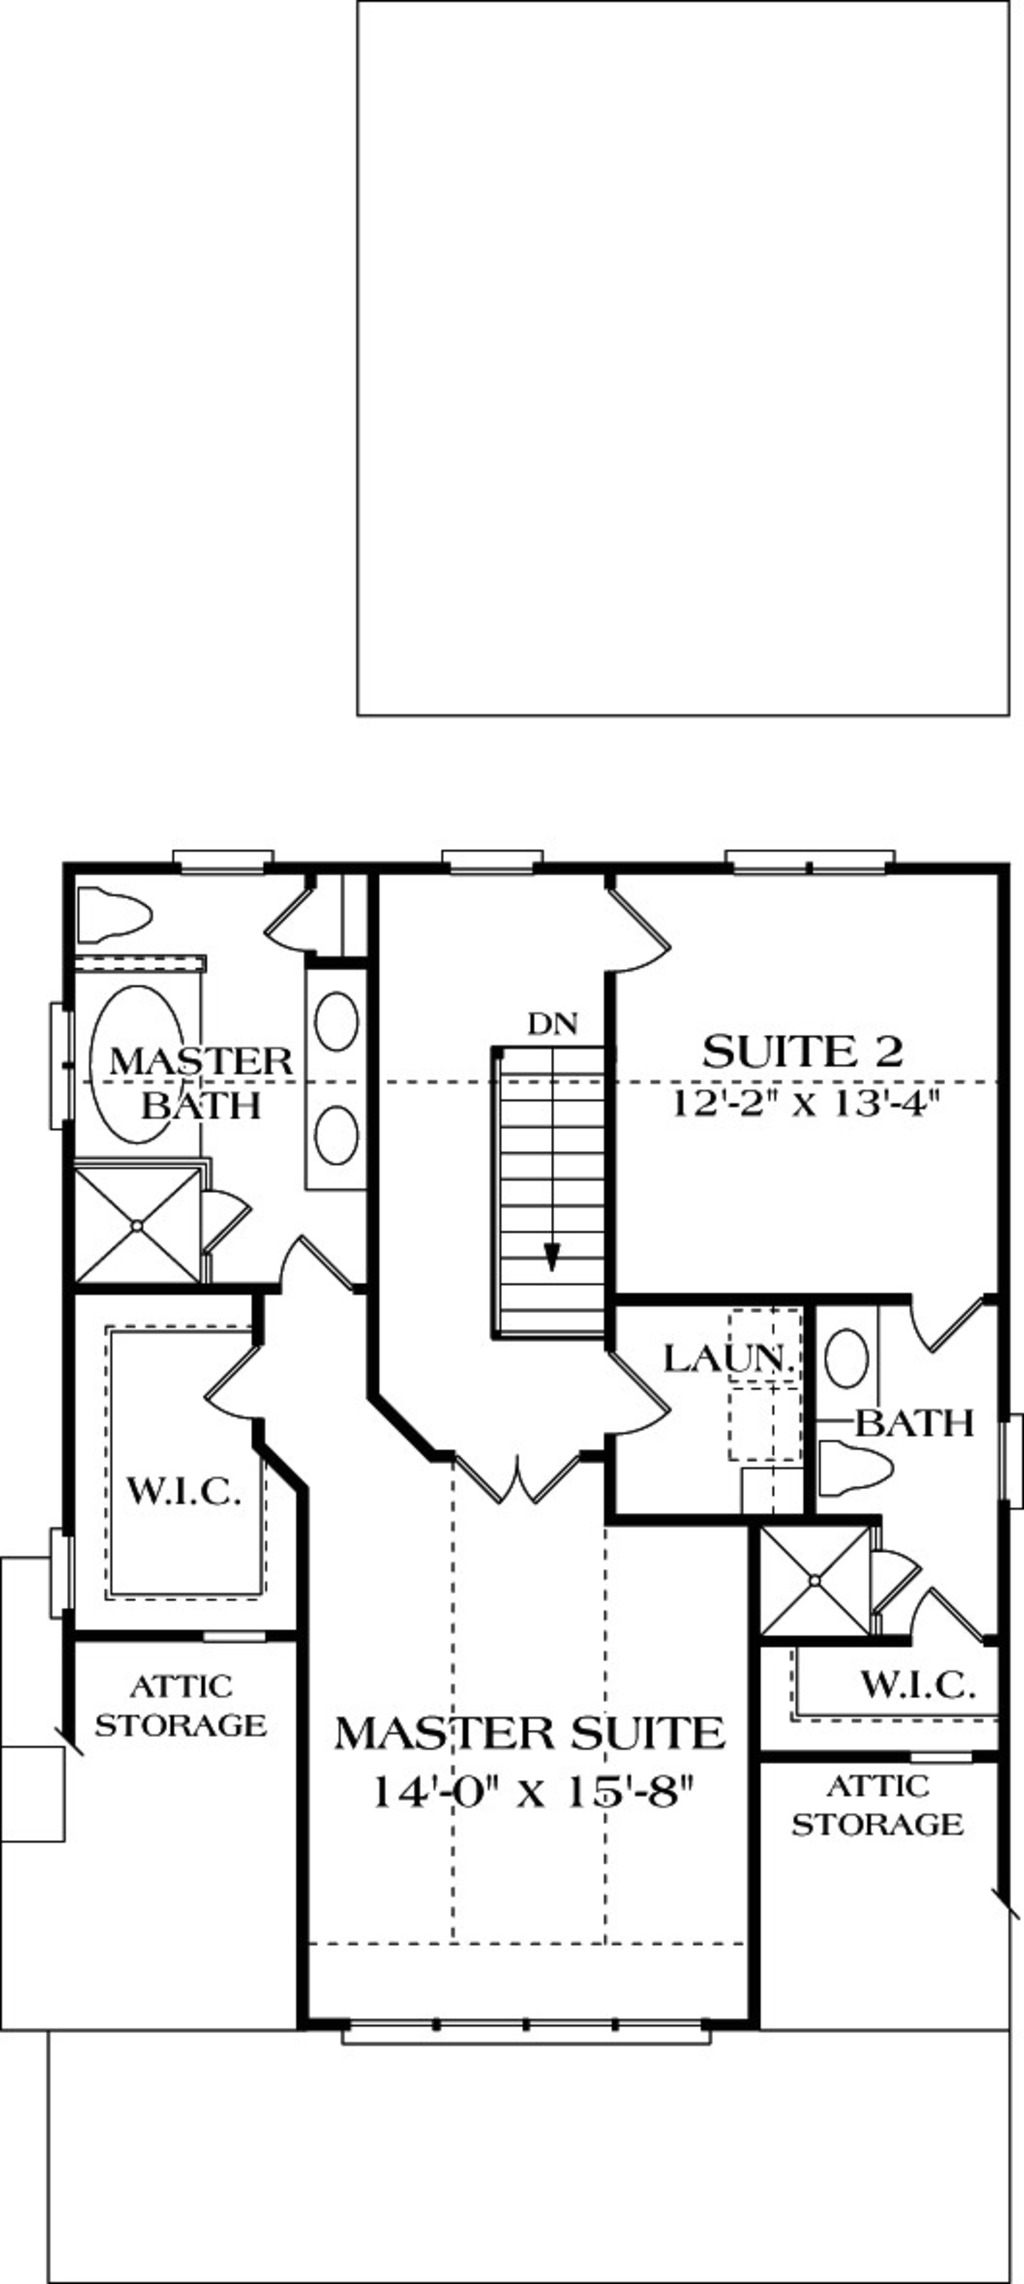 DN
SUITE 2
12'-2" X 13'-4"
MASTER
BATH
LAUN.
BATH
W.I.C.
W.I.C.
ATTIC
STORAGE
MASTER SUITE
14'-0" X 15'-8"
ATTIC
STORAGE